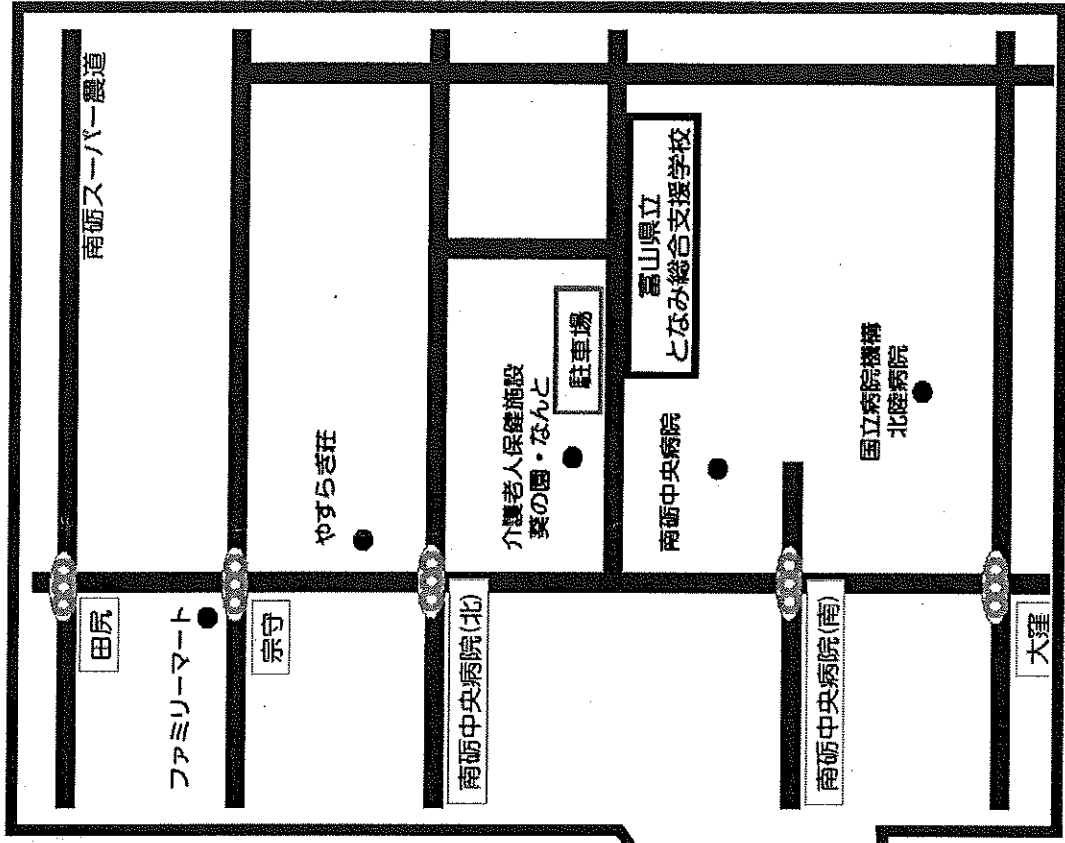 南砺スーパー農道
田尻
ファミリーマート
宗守
やすらぎ荘
南砺中央病院(北)
介護老人保健施設
葵の園・なんと
駐車場
富山県立
となみ総合支援学校
南砺中央病院
南砺中央病院(南)
国立病院機構
北陸病院
大窪